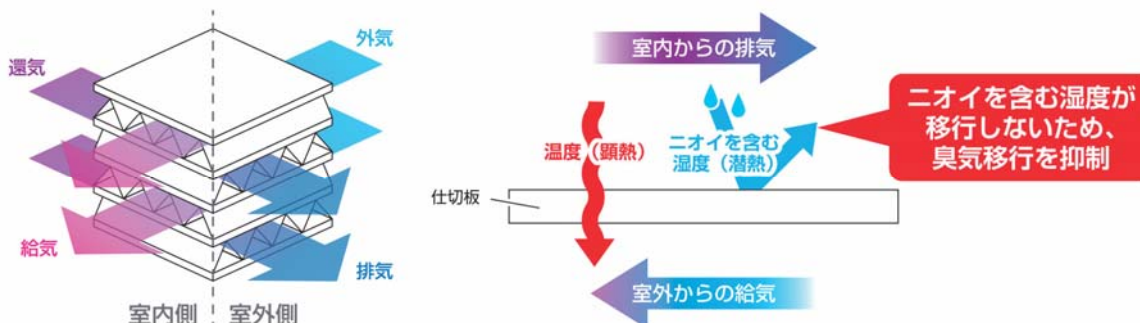 外気
還気
給気
排気
室内側
室外側
室内からの排気
温度（顕熱）
ニオイを含む
湿度（潜熱）
ニオイを含む湿度が
移行しないため、
臭気移行を抑制
仕切板
室外からの給気